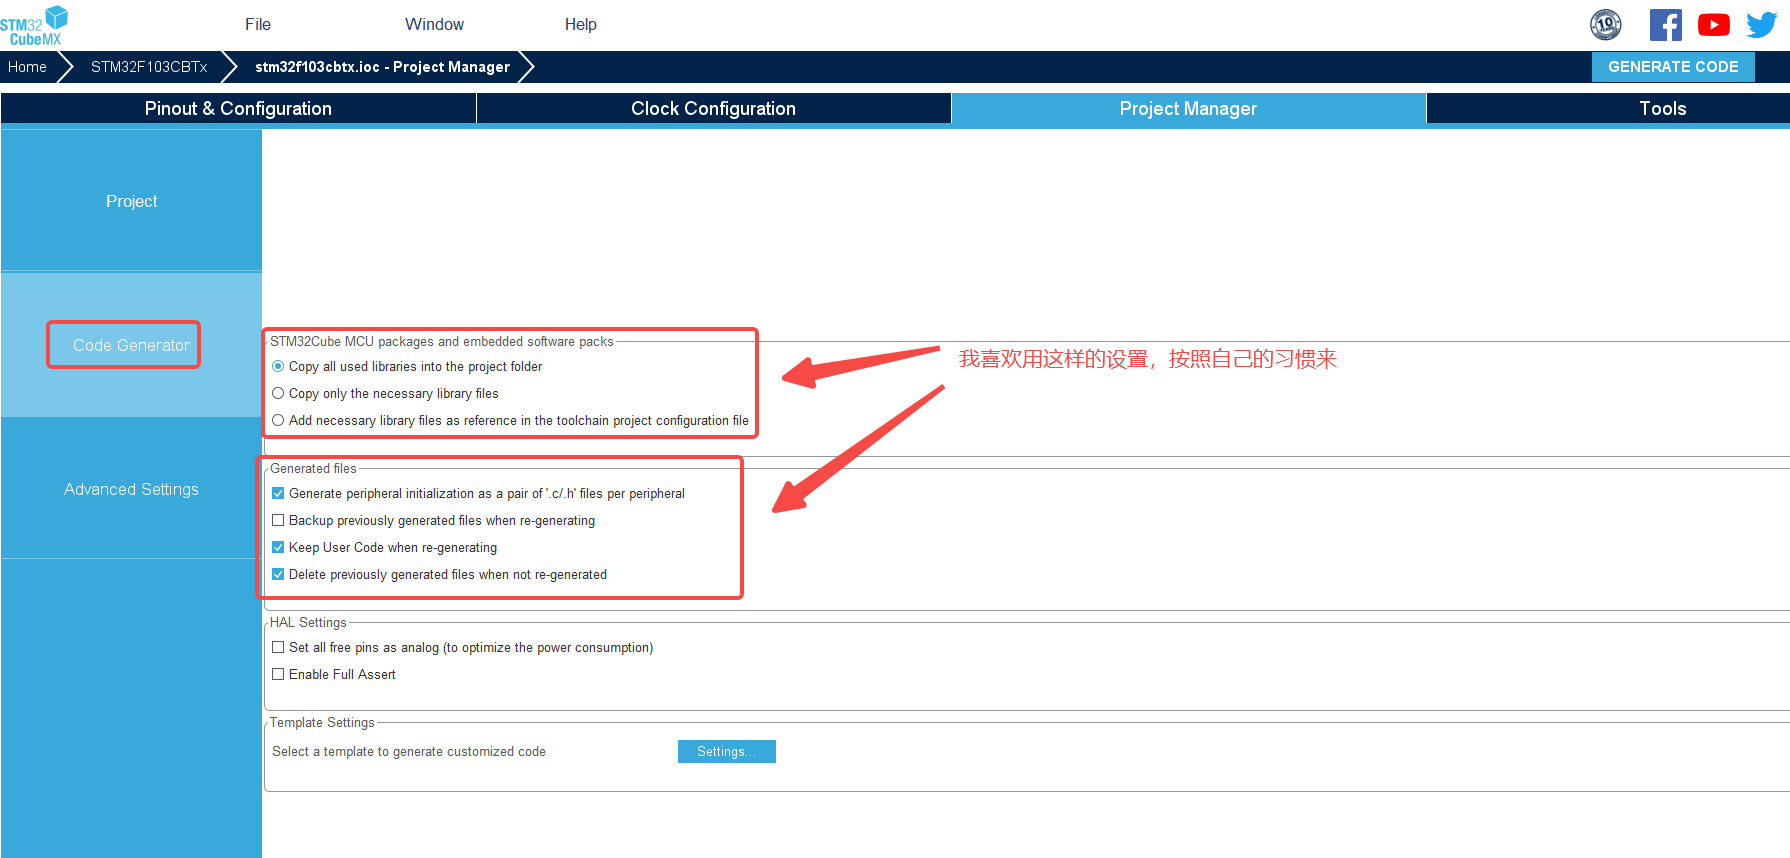 STM32
CubeMX
File
Window
Help
10
Home
STM32F103CBTx
stm32f103cbtx.ioc - Project Manager
GENERATE CODE
Pinout & Configuration
Clock Configuration
Project Manager
Tools
Project
Code Generator
Advanced Settings
STM32Cube MCU packages and embedded software packs
Copy all used libraries into the project folder
Copy only the necessary library files
Add necessary library files as reference in the toolchain project configuration file
我喜欢用这样的设置，按照自己的习惯来
Generated files
Generate peripheral initialization as a pair of '.c/.h' files per peripheral
Backup previously generated files when re-generating
Keep User Code when re-generating
Delete previously generated files when not re-generated
HAL Settings
Set all free pins as analog (to optimize the power consumption)
Enable Full Assert
Template Settings
Select a template to generate customized code
Settings...